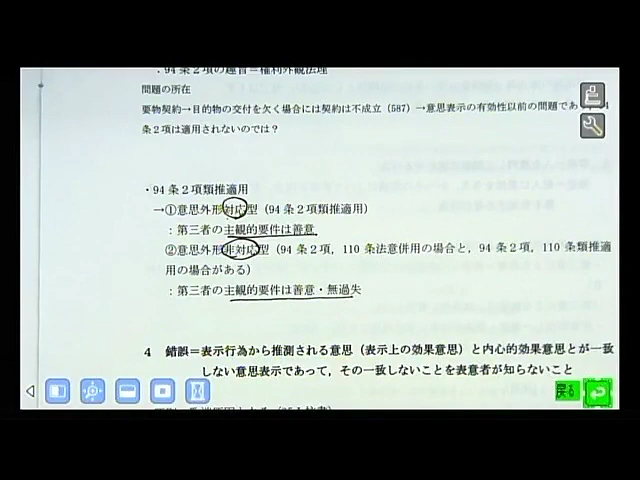 ・94条2項の趣旨＝権利外観法理
問題の所在
要物契約→目的物の交付を欠く場合には契約は不成立（587）→意思表示の有効性以前の問題であ
条2項は適用されないのでは？
・94条2項類推適用
→①意思外形対応型（94条2項類推適用）
：第三者の主観的要件は善意
②意思外形非対応型（94条2項，110条法意併用の場合と，94条2項，110条類推適
用の場合がある）
：第三者の主観的要件は善意・無過失
4 錯誤＝表示行為から推測される意思（表示上の効果意思）と内心的効果意思とが一致
しない意思表示であって，その一致しないことを表意者が知らないこと
戻る